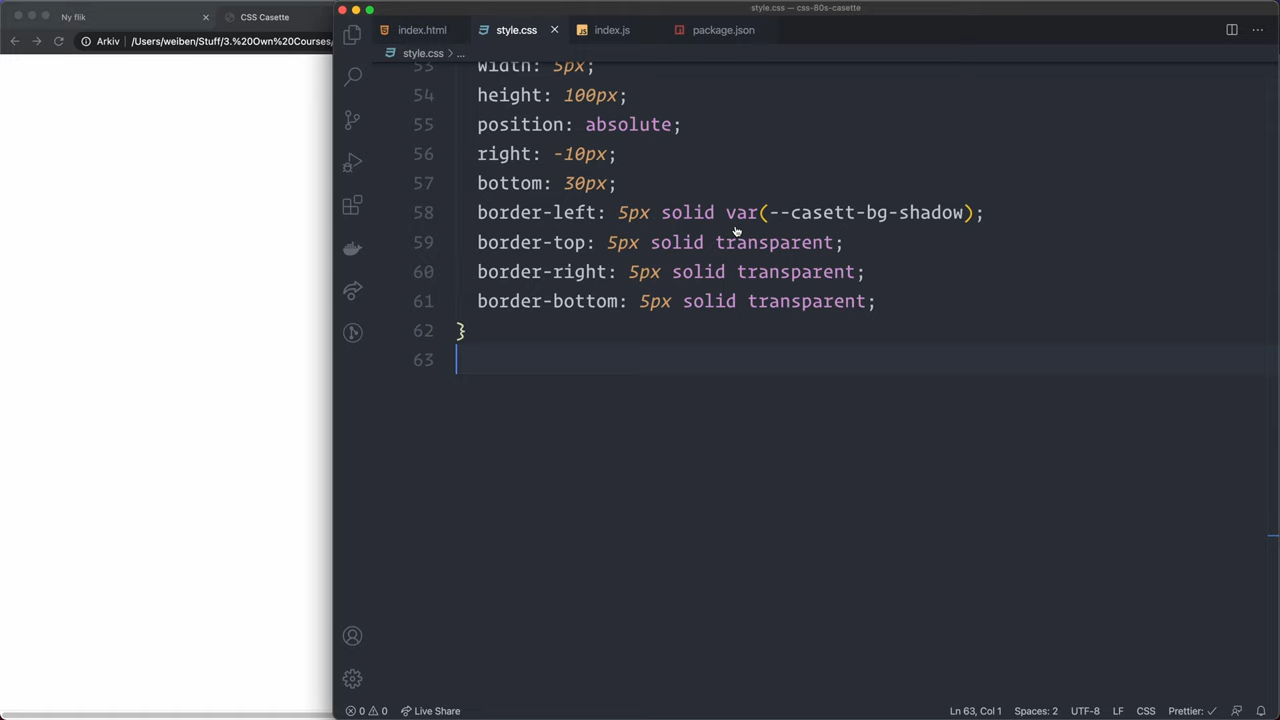 style.css — css-80s-casette
Ny flik
CSS Casette
index.html
style.css
index.js
package.json
Arkiv
/Users/weiben/Stuff/3.%20Own%20Courses/
style.css > ...
53 width: 5px;
54 height: 100px;
55 position: absolute;
56 right: -10px;
57 bottom: 30px;
58 border-left: 5px solid var(--casett-bg-shadow);
59 border-top: 5px solid transparent;
60 border-right: 5px solid transparent;
61 border-bottom: 5px solid transparent;
62 }
63
0 0 Live Share Ln 63, Col 1 Spaces: 2 UTF-8 LF CSS Prettier: ✓